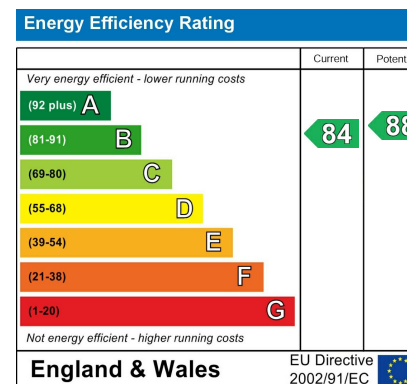 Energy Efficiency Rating
Current Potent
Very energy efficient - lower running costs
(92 plus) A
(81-91) B
84 88
(69-80) C
(55-68) D
(39-54) E
(21-38) F
(1-20) G
Not energy efficient - higher running costs
England & Wales
EU Directive
2002/91/EC